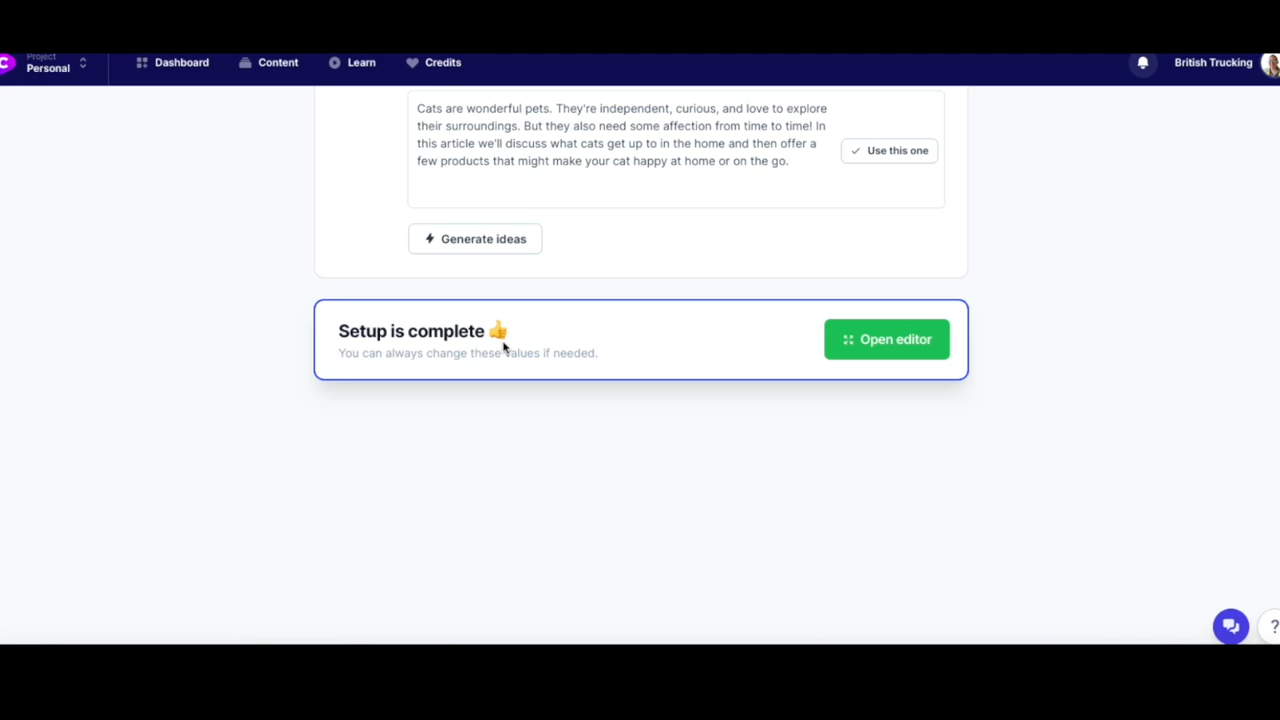 Project
Personal
Dashboard
Content
Learn
Credits
British Trucking
Cats are wonderful pets. They're independent, curious, and love to explore
their surroundings. But they also need some affection from time to time! In
this article we'll discuss what cats get up to in the home and then offer a
few products that might make your cat happy at home or on the go.
Use this one
Generate ideas
Setup is complete 👍
You can always change these values if needed.
Open editor
?